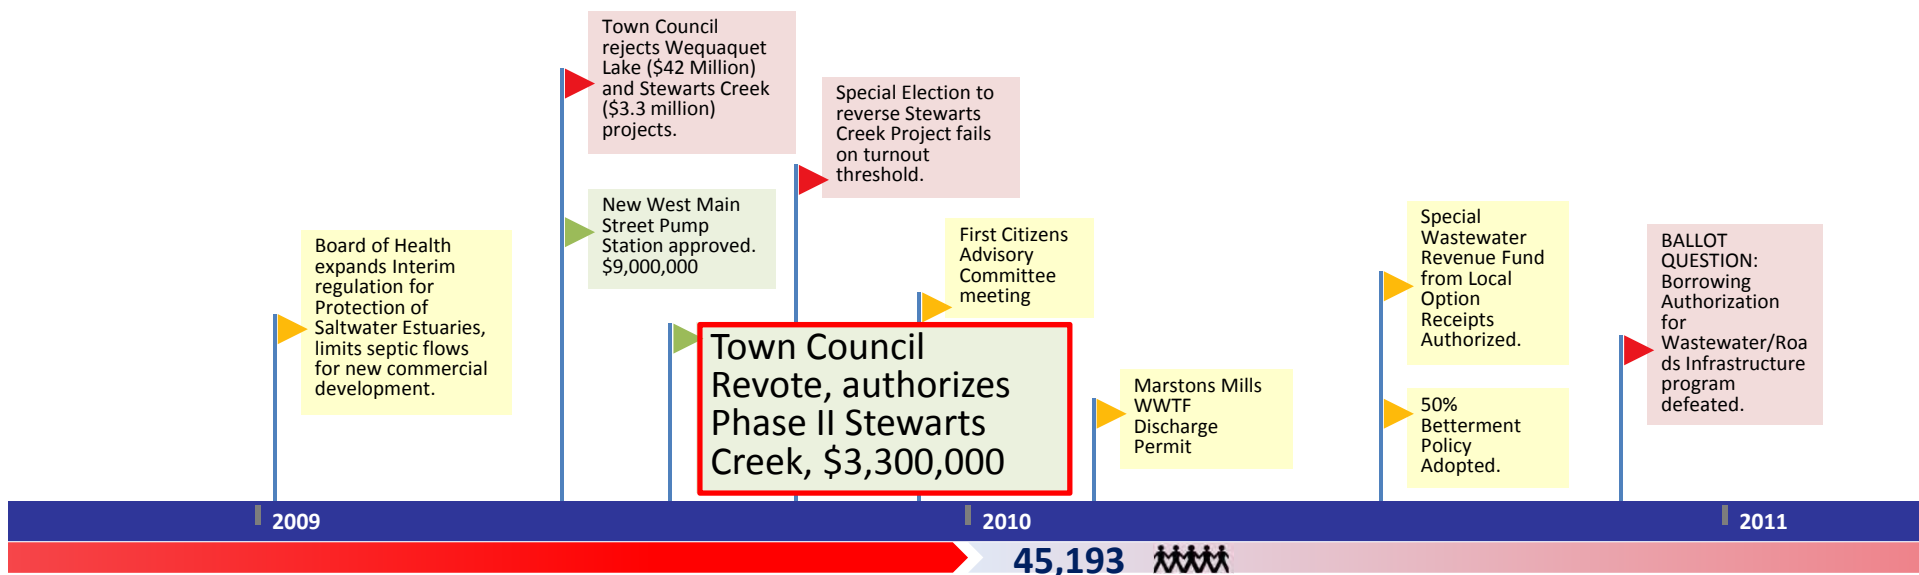 Town Council
rejects Wequaquet
Lake ($42 Million)
and Stewarts Creek
($3.3 million)
projects.
Special Election to
reverse Stewarts
Creek Project fails
on turnout
threshold.
New West Main
Street Pump
Station approved.
$9,000,000
Board of Health
expands Interim
regulation for
Protection of
Saltwater Estuaries,
limits septic flows
for new commercial
development.
First Citizens
Advisory
Committee
meeting
Town Council
Revote, authorizes
Phase II Stewarts
Creek, $3,300,000
Marstons Mills
WWTF
Discharge
Permit
Special
Wastewater
Revenue Fund
from Local
Option
Receipts
Authorized.
50%
Betterment
Policy
Adopted.
BALLOT
QUESTION:
Borrowing
Authorization
for
Wastewater/Roa
ds Infrastructure
program
defeated.
2009
2010
2011
45,193